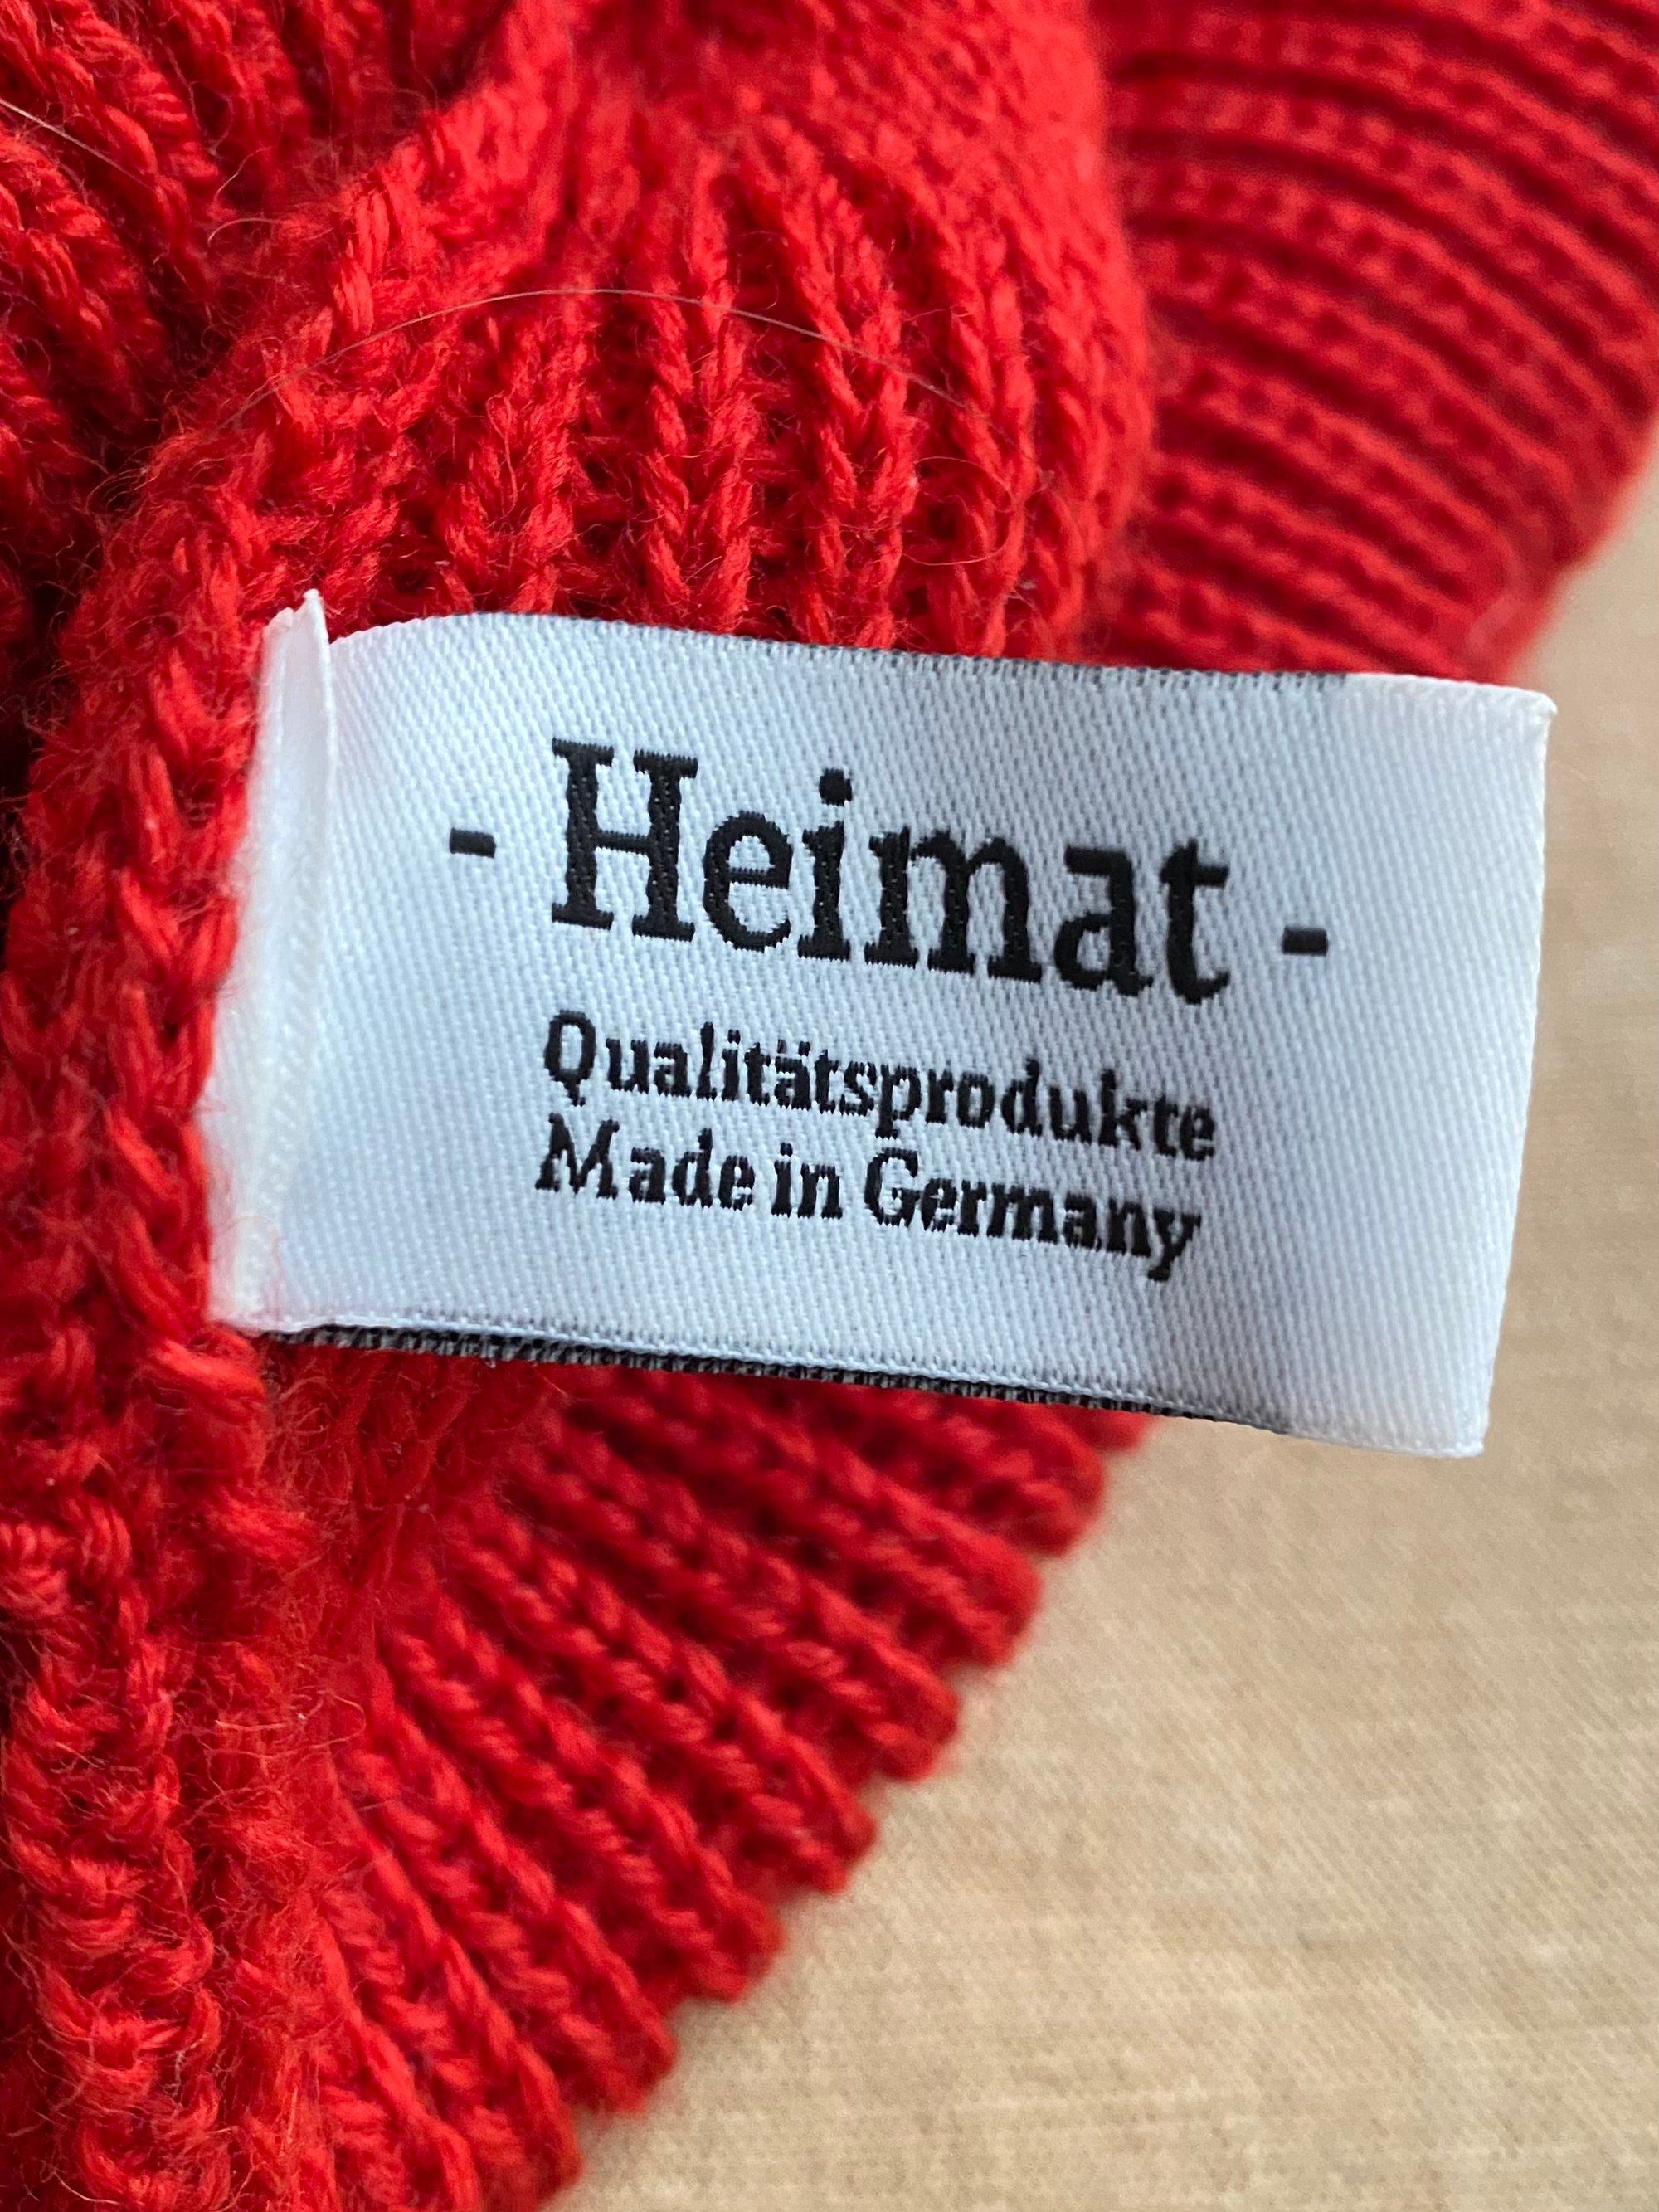 - Heimat -
Qualitätsprodukte
Made in Germany